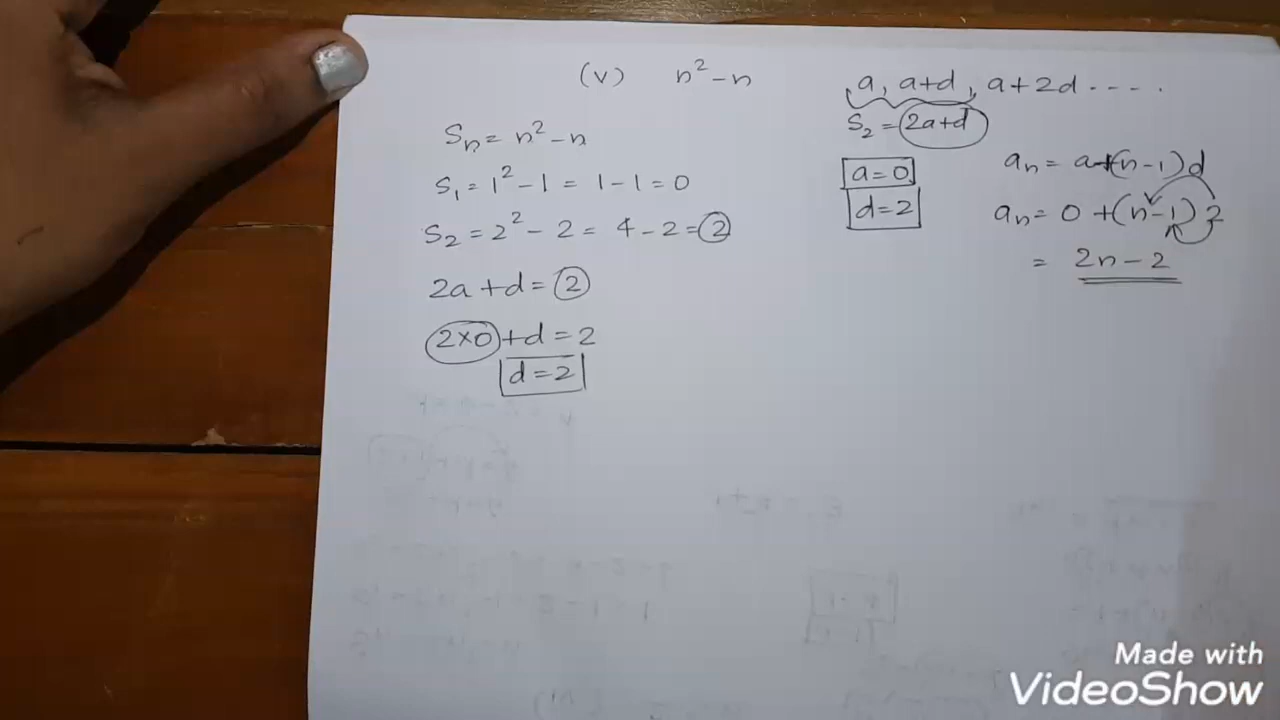 (v) n² – n
Sₙ = n² – n
S₁ = 1² – 1 = 1 – 1 = 0
S₂ = 2² – 2 = 4 – 2 = 2
2a + d = 2
2×0 + d = 2
d = 2
a, a+d, a+2d ....
S₂ = 2a+d
a = 0
d = 2
aₙ = a+(n-1)d
aₙ = 0 +(n-1) 2
= 2n – 2
Made with
VideoShow